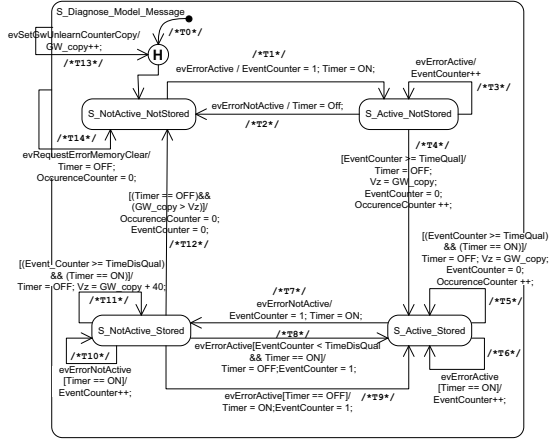 S_Diagnose_Model_Message
evSetGwUnlearnCounterCopy/
GW_copy++;
/*T13*/
/*T0*/
H
/*T1*/
evErrorActive / EventCounter = 1; Timer = ON;
evErrorActive/
EventCounter++
/*T3*/
S_NotActive_NotStored
evErrorNotActive / Timer = Off;
/*T2*/
S_Active_NotStored
/*T14*/
evRequestErrorMemoryClear/
Timer = OFF;
OccurenceCounter = 0;
/*T4*/
[EventCounter >= TimeQual]/
Timer = OFF;
Vz = GW_copy;
EventCounter = 0;
OccurenceCounter ++;
[(Timer == OFF)&&
(GW_copy > Vz)]/
OccurenceCounter = 0;
EventCounter = 0;
/*T12*/
[(Event_Counter >= TimeDisQual)
&& (Timer == ON)]/
Timer = OFF; Vz = GW_copy + 40;
/*T11*/
[(EventCounter >= TimeQual)
&& (Timer == ON)]/
Timer = OFF; Vz = GW_copy;
EventCounter = 0;
OccurenceCounter ++;
/*T5*/
/*T7*/
evErrorNotActive/
EventCounter = 1; Timer = ON;
S_NotActive_Stored
S_Active_Stored
/*T8*/
evErrorActive[EventCounter < TimeDisQual
&& Timer == ON]/
Timer = OFF;EventCounter = 1;
/*T10*/
evErrorNotActive
[Timer == ON]/
EventCounter++;
/*T6*/
evErrorActive
[Timer == ON]/
EventCounter++;
evErrorActive[Timer == OFF]/
Timer = ON;EventCounter = 1;
/*T9*/